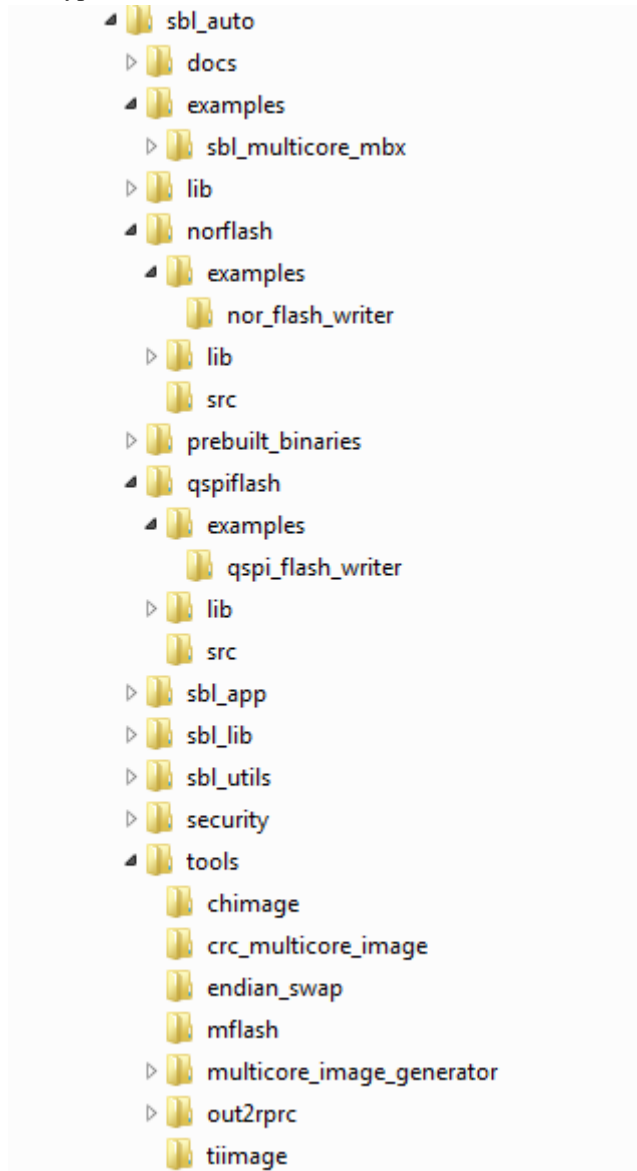 sbl_auto
docs
examples
sbl_multicore_mbx
lib
norflash
examples
nor_flash_writer
lib
src
prebuilt_binaries
qspiflash
examples
qspi_flash_writer
lib
src
sbl_app
sbl_lib
sbl_utils
security
tools
chimage
crc_multicore_image
endian_swap
mflash
multicore_image_generator
out2rprc
tiimage